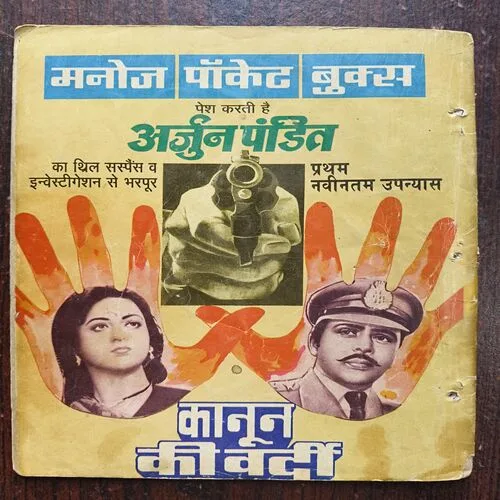 मनोज पॉकेट बुक्स
पेश करती है
अर्जुन पंडित
का थ्रिल सस्पैंस व
इन्वेस्टीगेशन से भरपूर
प्रथम
नवीनतम उपन्यास
कानून
की वर्दी